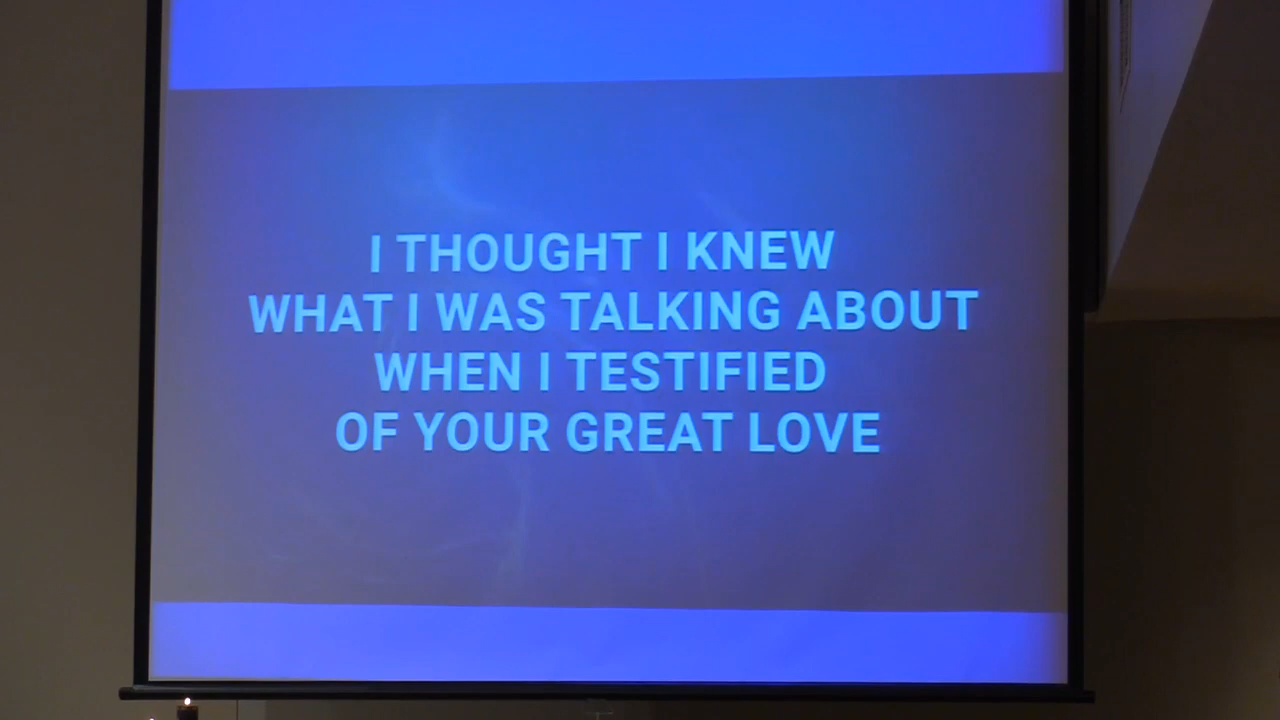 I THOUGHT I KNEW
WHAT I WAS TALKING ABOUT
WHEN I TESTIFIED
OF YOUR GREAT LOVE